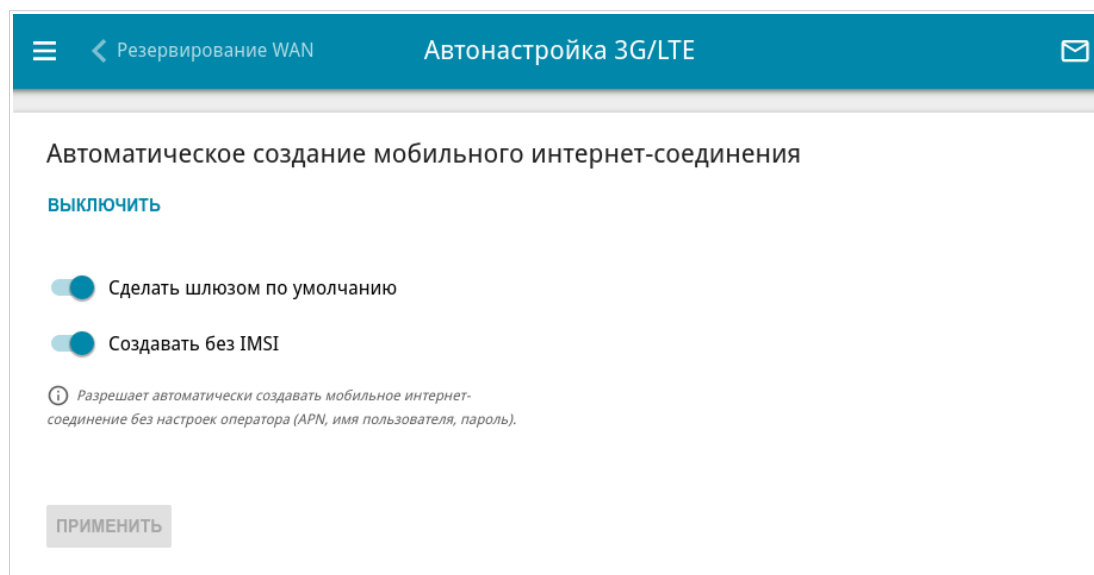 Резервирование WAN
Автонастройка 3G/LTE
Автоматическое создание мобильного интернет-соединения
ВЫКЛЮЧИТЬ
Сделать шлюзом по умолчанию
Создавать без IMSI
Разрешает автоматически создавать мобильное интернет-
соединение без настроек оператора (APN, имя пользователя, пароль).
ПРИМЕНИТЬ